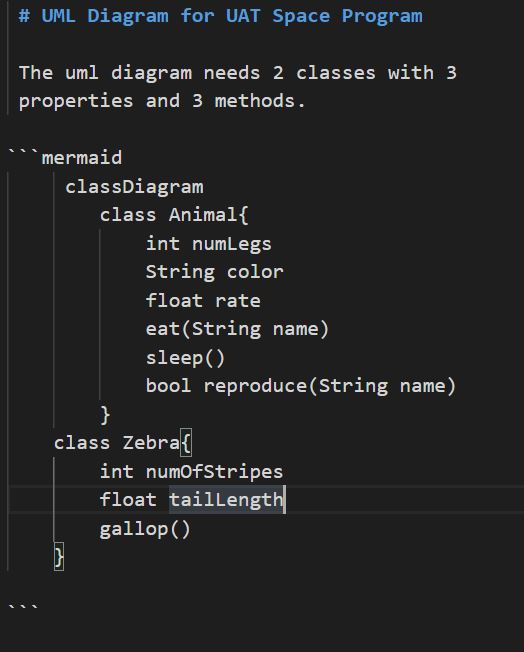 # UML Diagram for UAT Space Program
The uml diagram needs 2 classes with 3
properties and 3 methods.
```mermaid
classDiagram
class Animal{
int numLegs
String color
float rate
eat(String name)
sleep()
bool reproduce(String name)
}
class Zebra{
int numOfStripes
float tailLength
gallop()
}
```